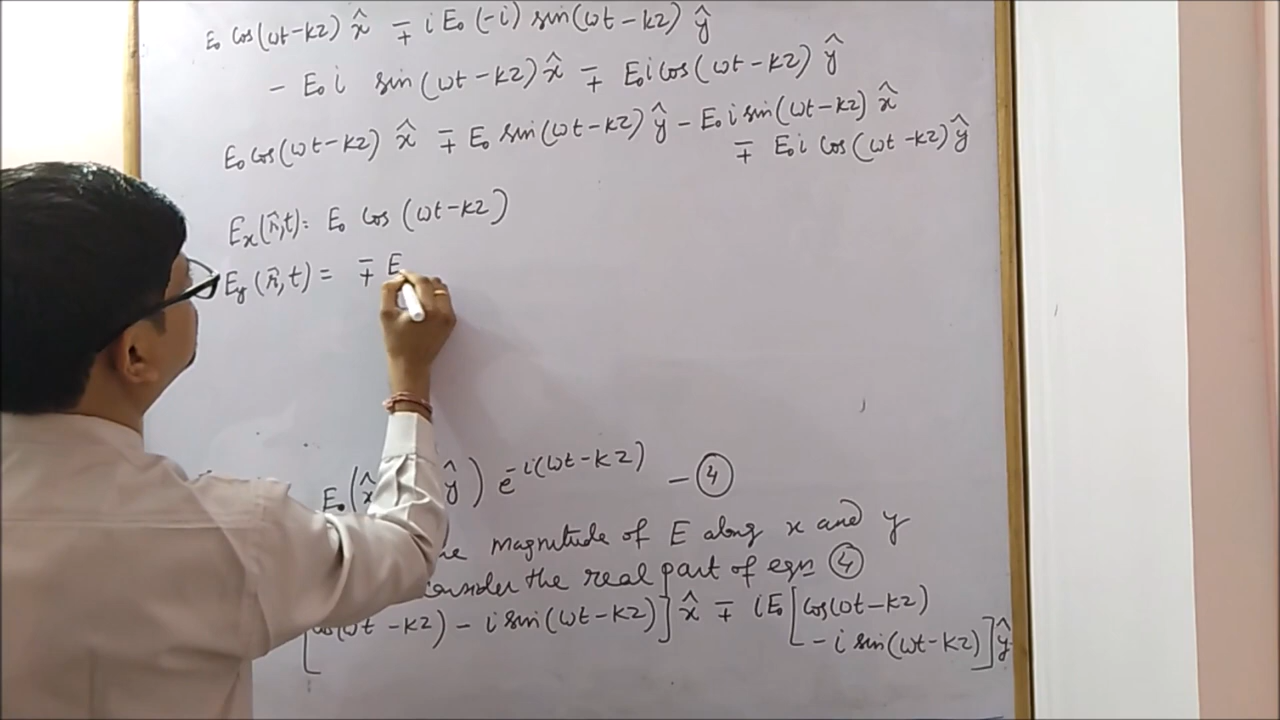 E₀ cos(ωt-kz) x̂ ∓ i E₀ (-i) sin(ωt-kz) ŷ
- E₀ i sin(ωt-kz) x̂ ∓ E₀ i cos(ωt-kz) ŷ
E₀ cos(ωt-kz) x̂ ∓ E₀ sin(ωt-kz) ŷ - E₀ i sin(ωt-kz) x̂
∓ E₀ i cos(ωt-kz) ŷ
Eₓ(r̂,t)= E₀ cos (ωt-kz)
Eᵧ (r̂,t) = ∓ E
E₀ (x̂ ŷ) e^-i(ωt-kz) - ④
magnitude of E along x and y
consider the real part of eqn ④
cos(ωt-kz) - i sin(ωt-kz)] x̂ ∓ iE₀ [cos(ωt-kz)
- i sin(ωt-kz)] ŷ